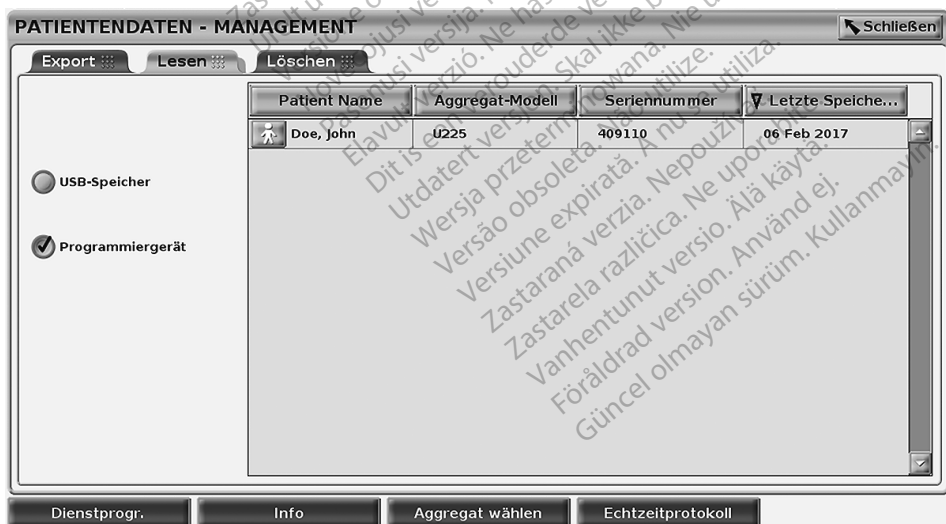 PATIENTENDATEN - MANAGEMENT
Schließen
Export
Lesen
Löschen
Patient Name
Aggregat-Modell
Seriennummer
Letzte Speiche...
Doe, John
U225
409110
06 Feb 2017
USB-Speicher
Programmiergerät
Elavult verzió. Ne
Dit is een verouderde
Utdatert versjon. Skal ikke
Wersja przeterminowana. Nie
Versão obsoleta. Não utilize.
Versiune expirată. A nu se utiliza.
Zastaraná verzia. Nepoužívať.
Zastarela različica. Ne uporabite.
Vanhentunut versio. Älä käytä.
Föråldrad version. Använd ej.
Güncel olmayan sürüm. Kullanmayın.
Dienstprogr.
Info
Aggregat wählen
Echtzeitprotokoll